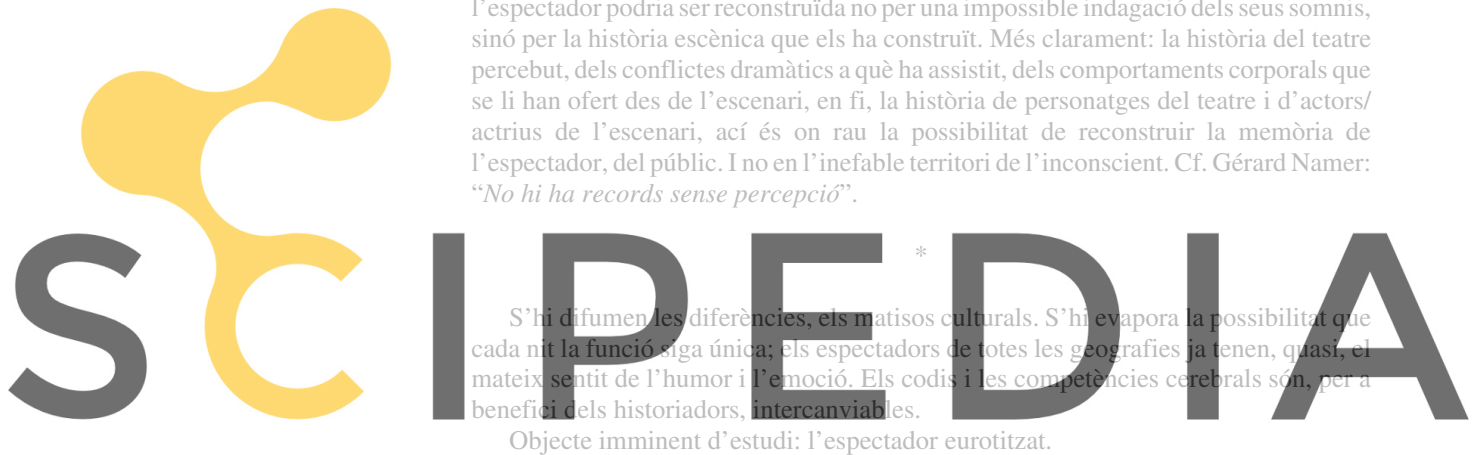 l’espectador podria ser reconstruïda no per una impossible indagació dels seus somnis,
sinó per la història escènica que els ha construït. Més clarament: la història del teatre
percebut, dels conflictes dramàtics a què ha assistit, dels comportaments corporals que
se li han ofert des de l’escenari, en fi, la història de personatges del teatre i d’actors/
actrius de l’escenari, ací és on rau la possibilitat de reconstruir la memòria de
l’espectador, del públic. I no en l’inefable territori de l’inconscient. Cf. Gérard Namer:
“No hi ha records sense percepció”.
*
SCIPEDIA
S’hi difumen les diferències, els matisos culturals. S’hi evapora la possibilitat que
cada nit la funció siga única; els espectadors de totes les geografies ja tenen, quasi, el
mateix sentit de l’humor i l’emoció. Els codis i les competències cerebrals són, per a
benefici dels historiadors, intercanviables.
Objecte imminent d’estudi: l’espectador eurotitzat.